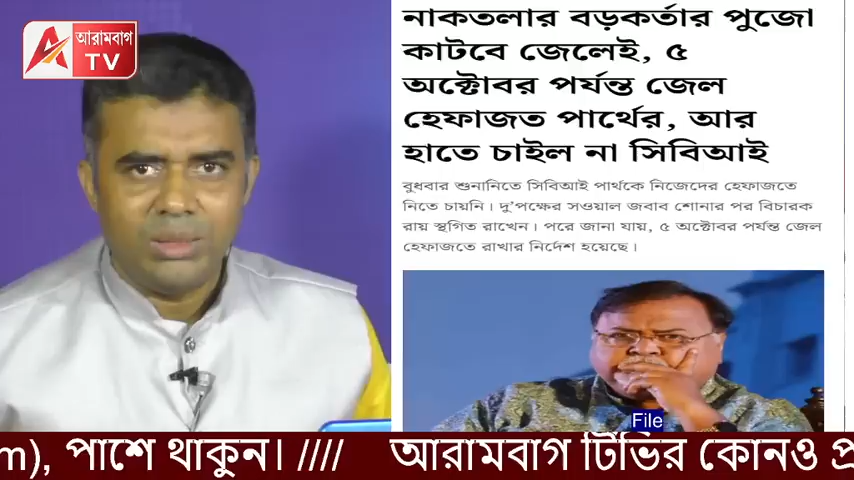 আরামবাগ
TV
নাকতলার বড়কর্তার পুজো
কাটবে জেলেই, ৫
অক্টোবর পর্যন্ত জেল
হেফাজত পার্থের, আর
হাতে চাইল না সিবিআই
বুধবার শুনানিতে সিবিআই পার্থকে নিজেদের হেফাজতে
নিতে চায়নি। দু'পক্ষের সওয়াল জবাব শোনার পর বিচারক
রায় স্থগিত রাখেন। পরে জানা যায়, ৫ অক্টোবর পর্যন্ত জেল
হেফাজতে রাখার নির্দেশ হয়েছে।
File
m), পাশে থাকুন। //// আরামবাগ টিভির কোনও প্র